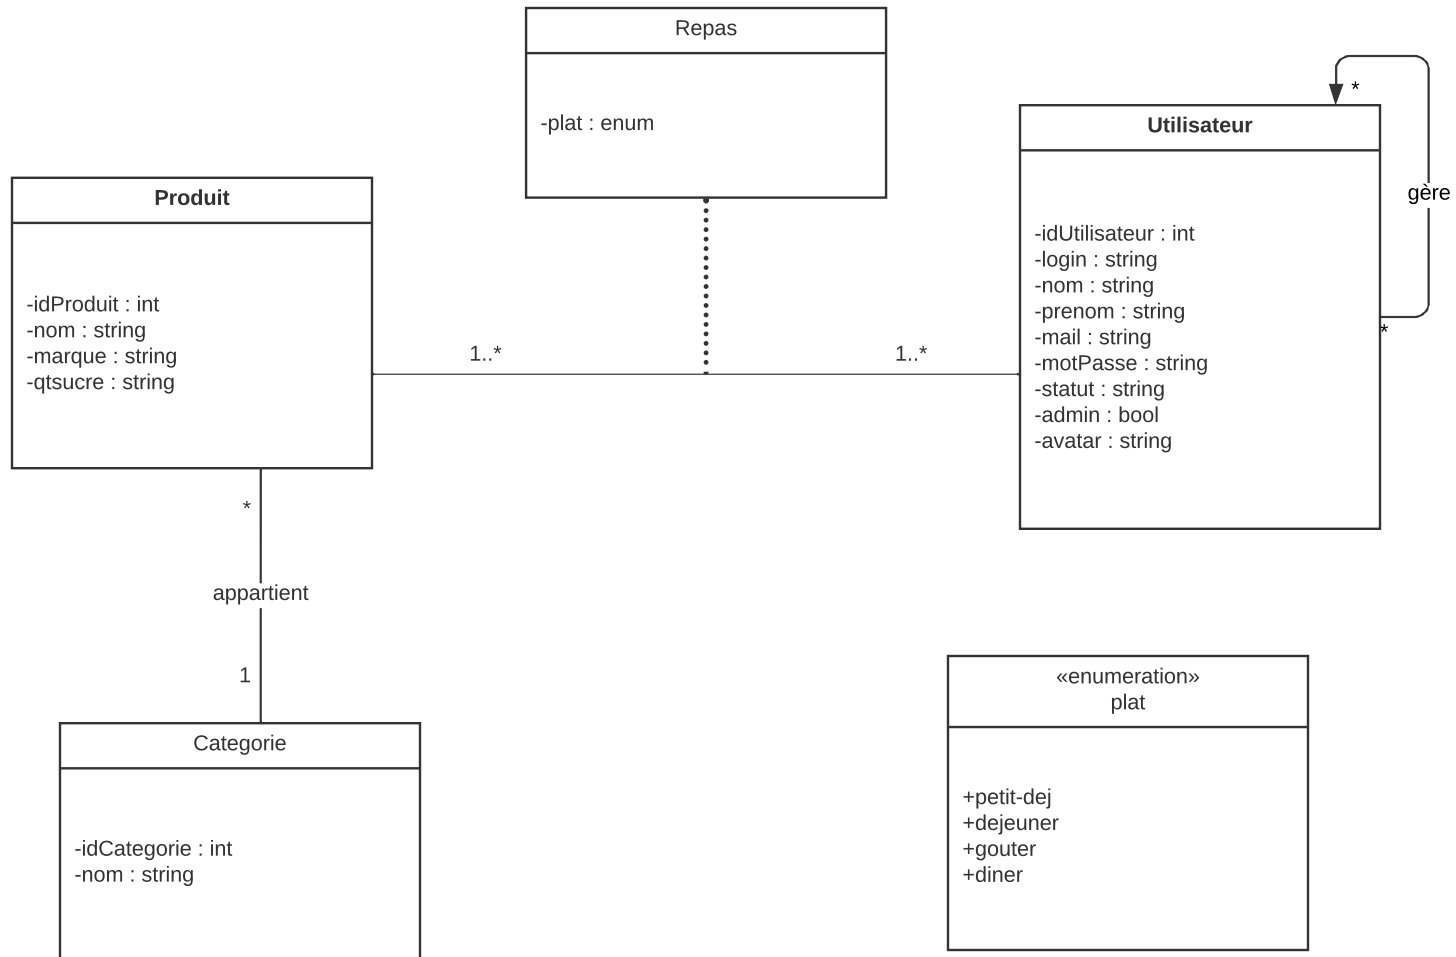 Repas
-plat : enum
*
Utilisateur
gère
-idUtilisateur : int
-login : string
-nom : string
-prenom : string
-mail : string
-motPasse : string
-statut : string
-admin : bool
-avatar : string
*
Produit
-idProduit : int
-nom : string
-marque : string
-qtsucre : string
1..*
1..*
*
appartient
1
Categorie
-idCategorie : int
-nom : string
«enumeration»
plat
+petit-dej
+dejeuner
+gouter
+diner